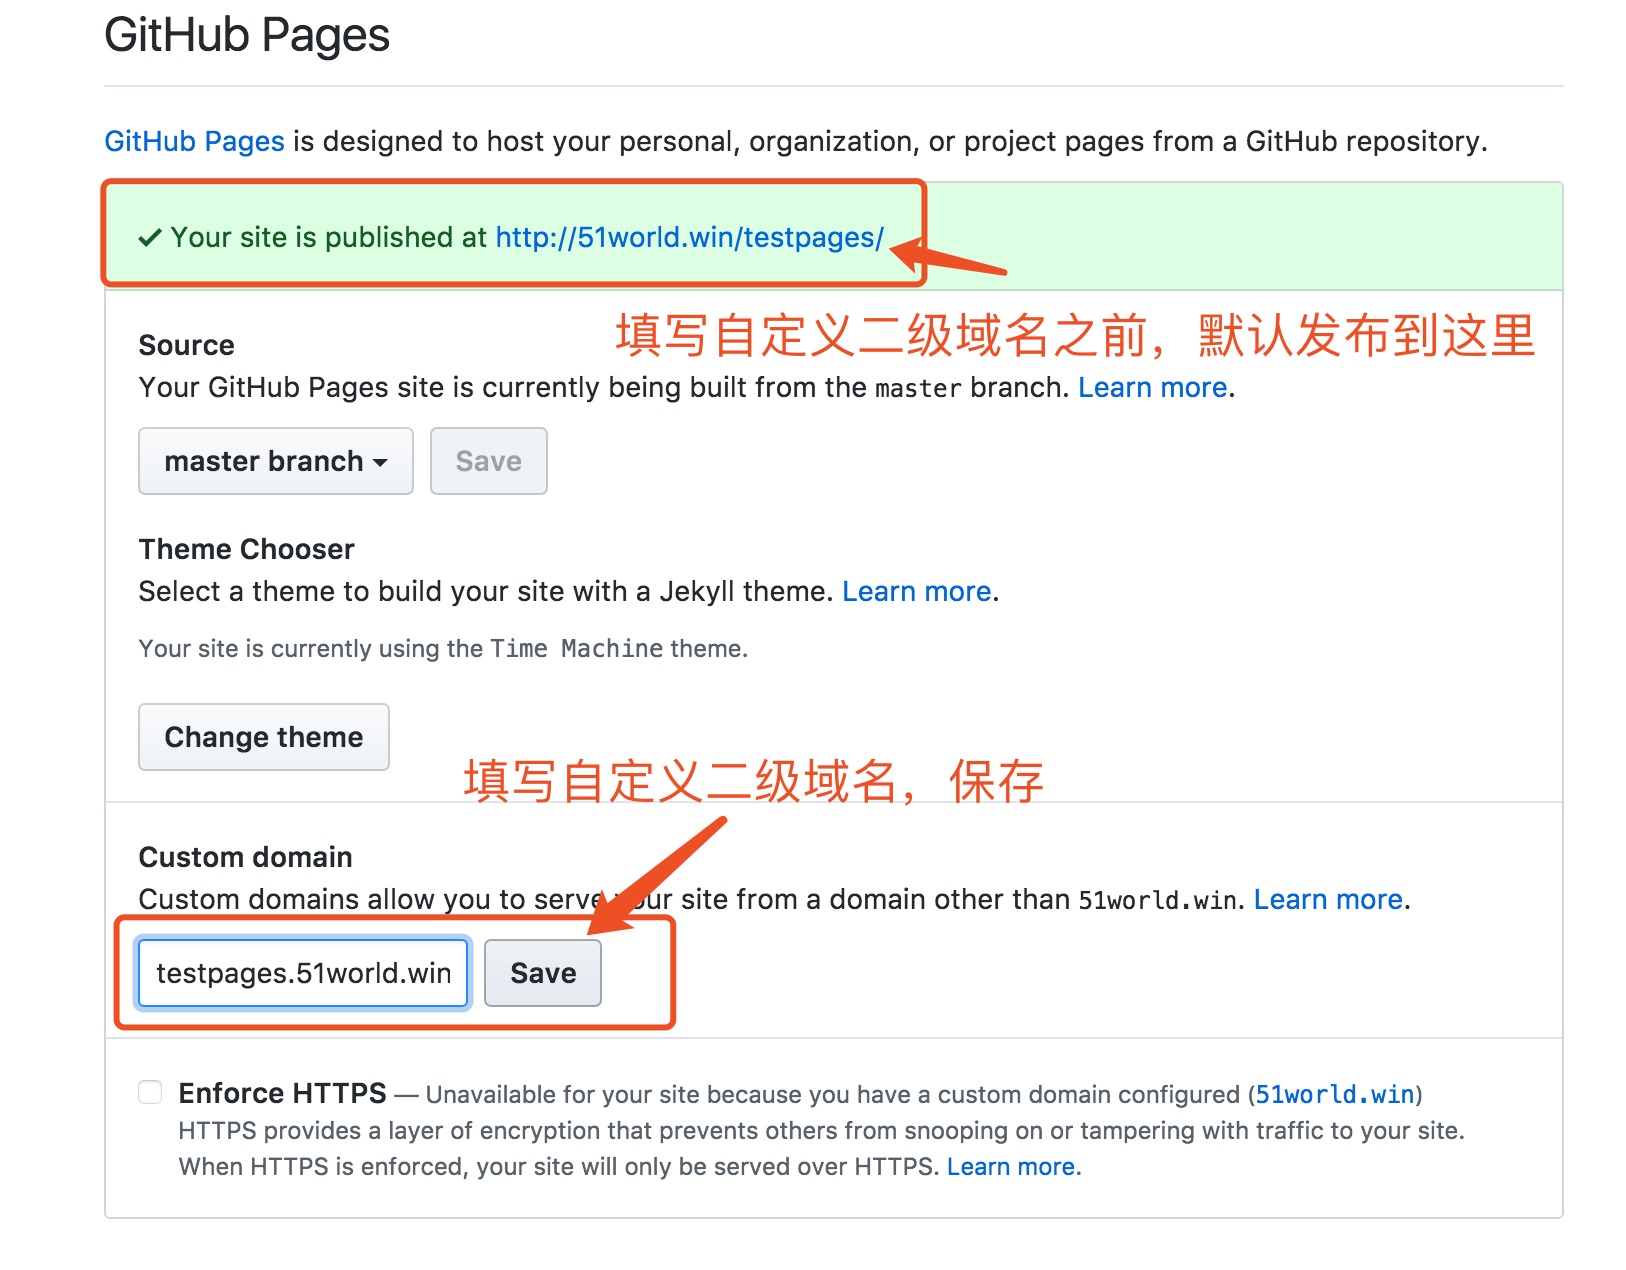 GitHub Pages
GitHub Pages is designed to host your personal, organization, or project pages from a GitHub repository.
✓ Your site is published at http://51world.win/testpages/
填写自定义二级域名之前，默认发布到这里
Source
Your GitHub Pages site is currently being built from the master branch. Learn more.
master branch Save
Theme Chooser
Select a theme to build your site with a Jekyll theme. Learn more.
Your site is currently using the Time Machine theme.
Change theme
填写自定义二级域名，保存
Custom domain
Custom domains allow you to serve your site from a domain other than 51world.win. Learn more.
testpages.51world.win Save
Enforce HTTPS — Unavailable for your site because you have a custom domain configured (51world.win)
HTTPS provides a layer of encryption that prevents others from snooping on or tampering with traffic to your site.
When HTTPS is enforced, your site will only be served over HTTPS. Learn more.